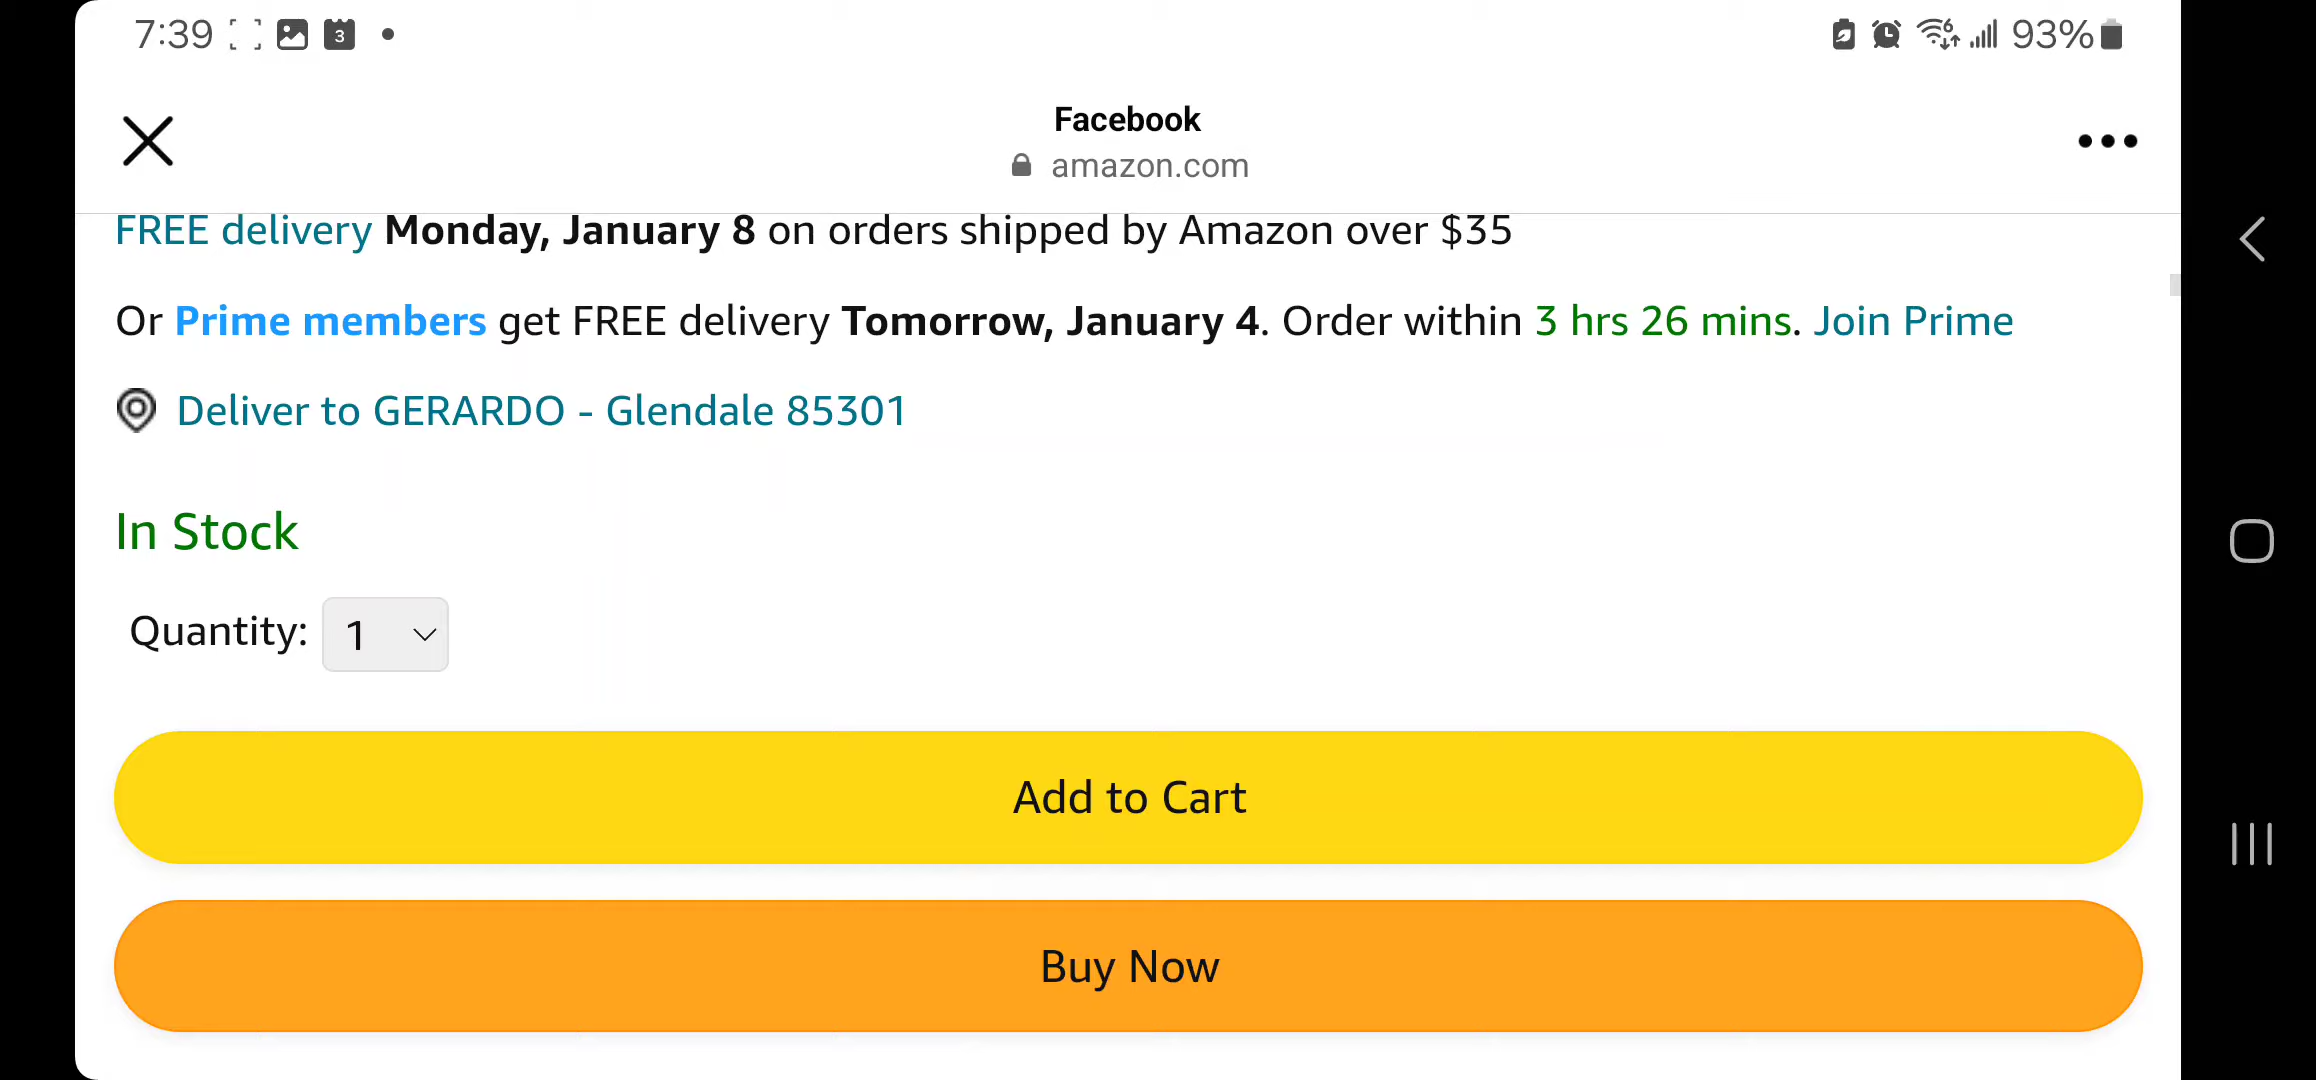 7:39 3 6 93%
Facebook
amazon.com
FREE delivery Monday, January 8 on orders shipped by Amazon over $35
Or Prime members get FREE delivery Tomorrow, January 4. Order within 3 hrs 26 mins. Join Prime
Deliver to GERARDO - Glendale 85301
In Stock
Quantity: 1
Add to Cart
Buy Now